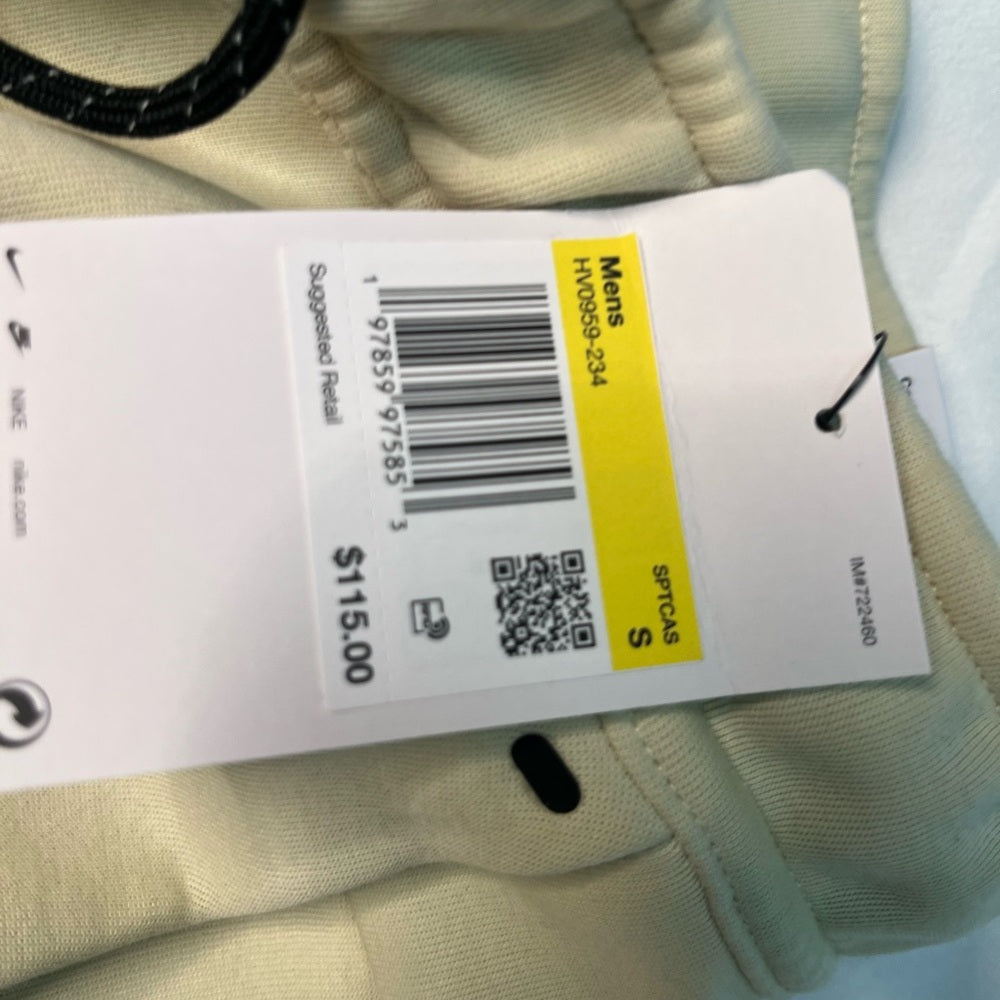 Mens
HV0959-234
SPTCAS
S
1 97859 97585 3
Suggested Retail
$115.00
IM#722460
NIKE nike.com